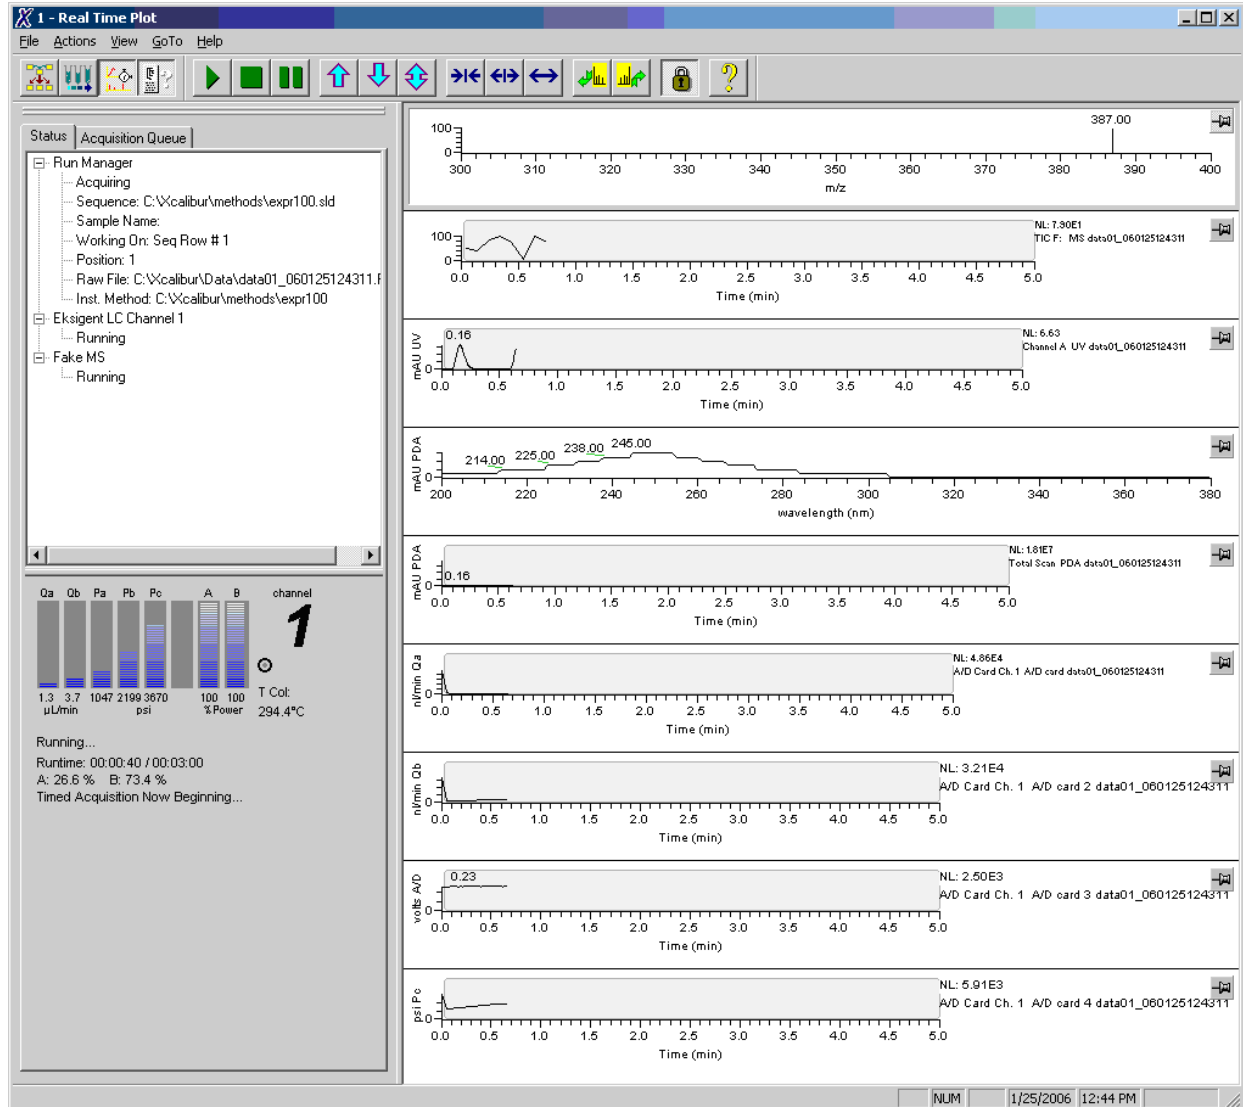 1 - Real Time Plot
File Actions View GoTo Help
Status Acquisition Queue
Run Manager
Acquiring
Sequence: C:\Xcalibur\methods\expr100.sld
Sample Name:
Working On: Seq Row # 1
Position: 1
Raw File: C:\Xcalibur\Data\data01_060125124311.
Inst. Method: C:\Xcalibur\methods\expr100
Eksigent LC Channel 1
Running
Fake MS
Running
Qa Qb Pa Pb Pc A B channel
1
1.3 3.7 1047 2199 3670 100 100 T Col:
µL/min psi % Power 294.4°C
Running...
Runtime: 00:00:40 / 00:03:00
A: 26.6 % B: 73.4 %
Timed Acquisition Now Beginning...
387.00
100
0
300 310 320 330 340 350 360 370 380 390 400
m/z
NL: 7.90E1
TIC F: MS data01_060125124311
100
0
0.0 0.5 1.0 1.5 2.0 2.5 3.0 3.5 4.0 4.5 5.0
Time (min)
0.16
NL: 6.63
Channel A UV data01_060125124311
mAU UV
0
0.0 0.5 1.0 1.5 2.0 2.5 3.0 3.5 4.0 4.5 5.0
Time (min)
214.00 225.00 238.00 245.00
mAU PDA
0
200 220 240 260 280 300 320 340 360 380
wavelength (nm)
NL: 1.81E7
Total Scan PDA data01_060125124311
0.16
mAU PDA
0
0.0 0.5 1.0 1.5 2.0 2.5 3.0 3.5 4.0 4.5 5.0
Time (min)
NL: 4.86E4
A/D Card Ch. 1 A/D card data01_060125124311
nl/min Qa
0
0.0 0.5 1.0 1.5 2.0 2.5 3.0 3.5 4.0 4.5 5.0
Time (min)
NL: 3.21E4
A/D Card Ch. 1 A/D card 2 data01_060125124311
nl/min Qb
0
0.0 0.5 1.0 1.5 2.0 2.5 3.0 3.5 4.0 4.5 5.0
Time (min)
0.23
NL: 2.50E3
A/D Card Ch. 1 A/D card 3 data01_060125124311
volts A/D
0
0.0 0.5 1.0 1.5 2.0 2.5 3.0 3.5 4.0 4.5 5.0
Time (min)
NL: 5.91E3
A/D Card Ch. 1 A/D card 4 data01_060125124311
psi Pc
0
0.0 0.5 1.0 1.5 2.0 2.5 3.0 3.5 4.0 4.5 5.0
Time (min)
NUM 1/25/2006 12:44 PM